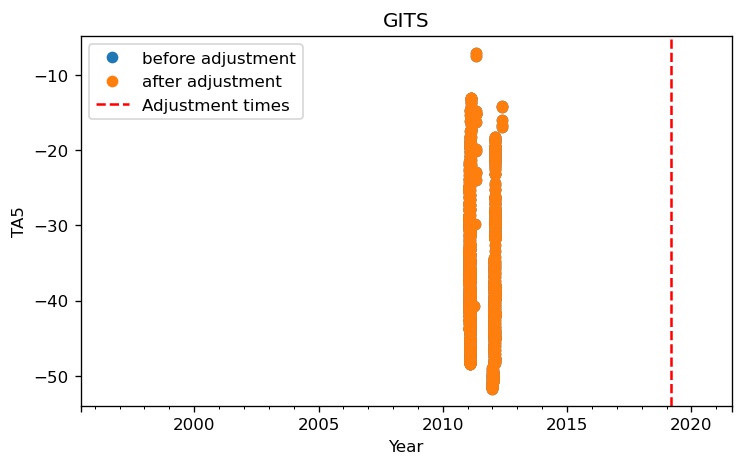 GITS
before adjustment
after adjustment
Adjustment times
−10
−20
−30
−40
−50
TA5
2000 2005 2010 2015 2020
Year